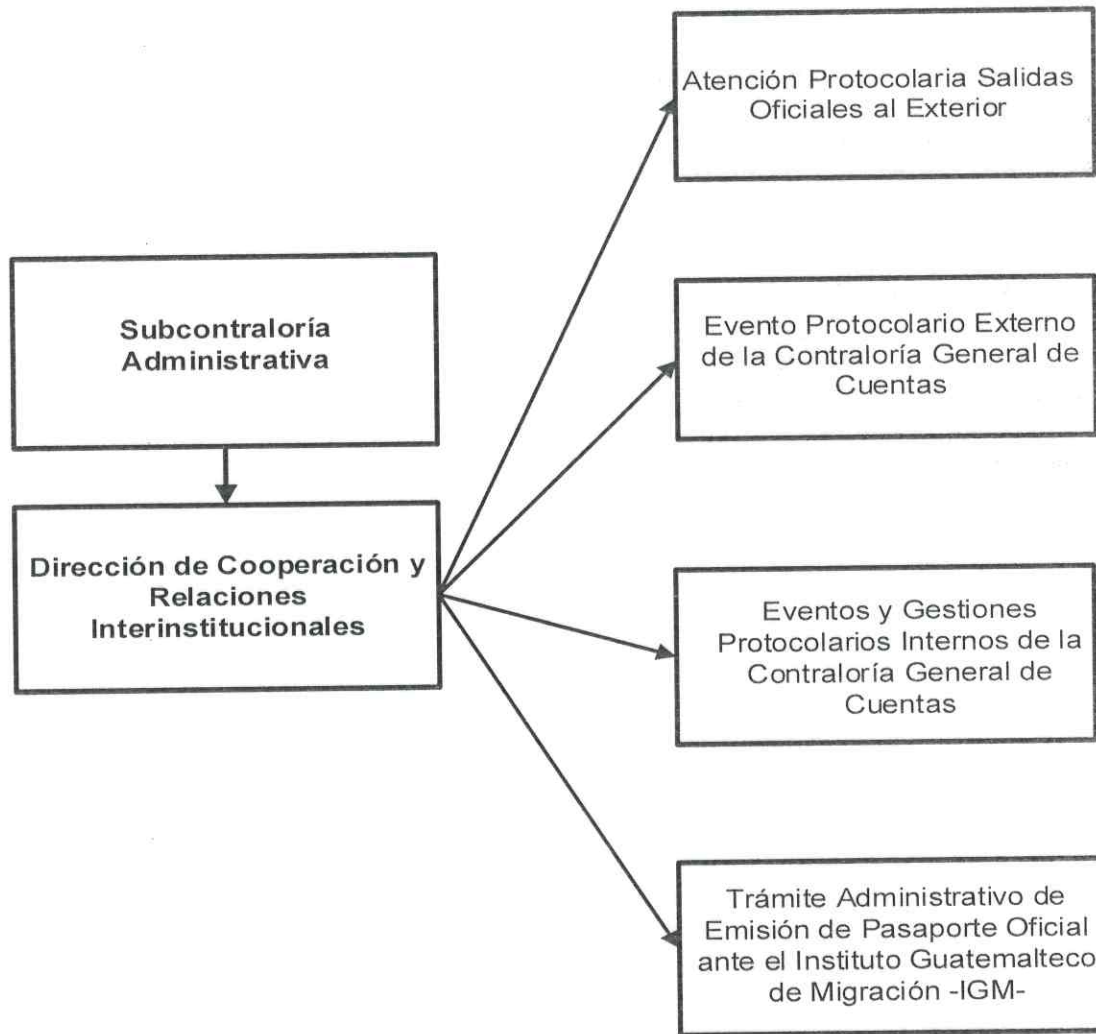 Atención Protocolaria Salidas
Oficiales al Exterior
Subcontraloría
Administrativa
Evento Protocolario Externo
de la Contraloría General de
Cuentas
Dirección de Cooperación y
Relaciones
Interinstitucionales
Eventos y Gestiones
Protocolarios Internos de la
Contraloría General de
Cuentas
Trámite Administrativo de
Emisión de Pasaporte Oficial
ante el Instituto Guatemalteco
de Migración -IGM-